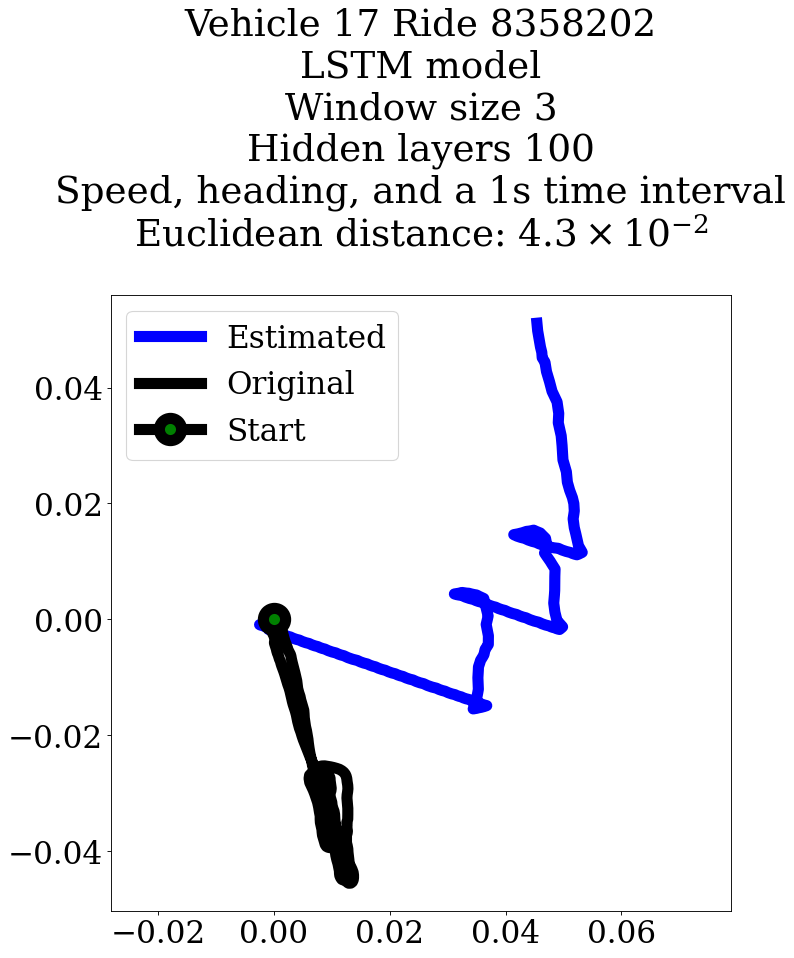 Vehicle 17 Ride 8358202
LSTM model
Window size 3
Hidden layers 100
Speed, heading, and a 1s time interval
Euclidean distance: 4.3 × 10⁻²
Estimated
Original
Start
0.04
0.02
0.00
−0.02
−0.04
−0.02 0.00 0.02 0.04 0.06